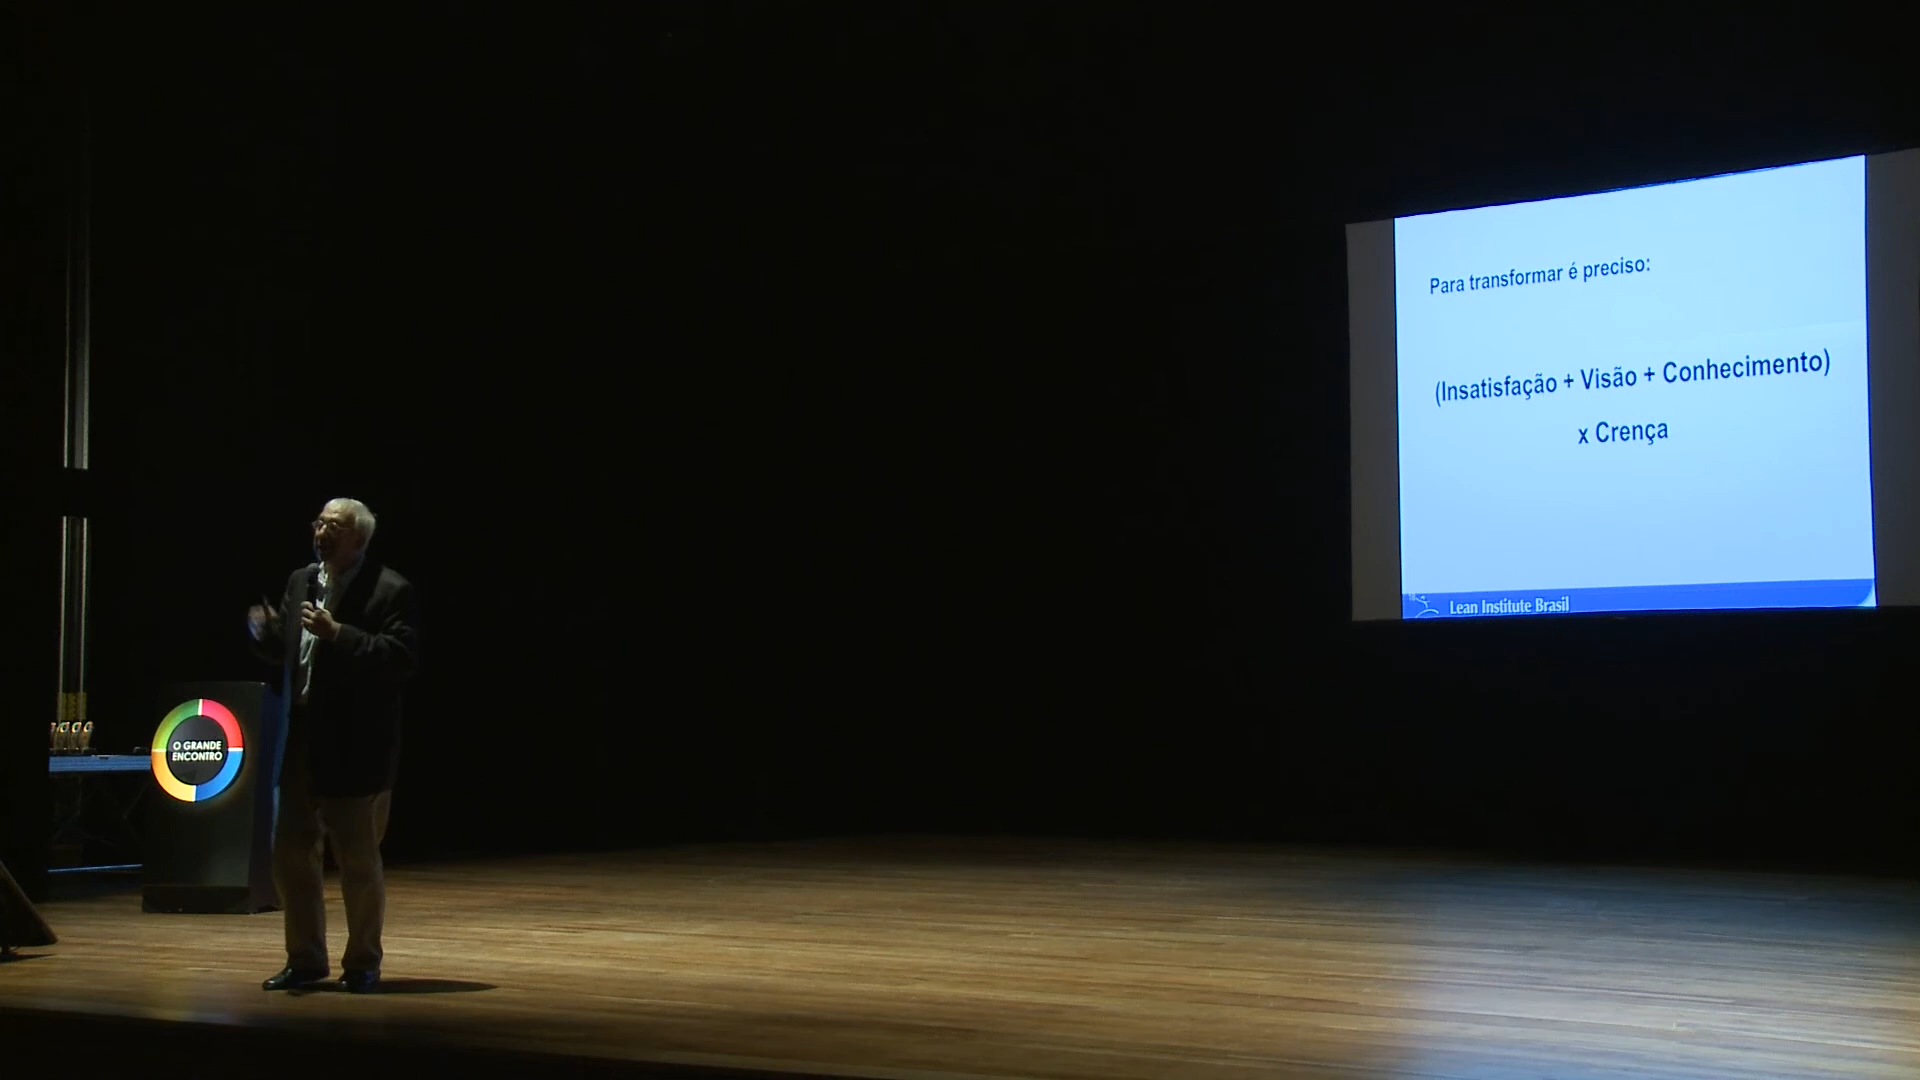 Para transformar é preciso:
(Insatisfação + Visão + Conhecimento)
x Crença
Lean Institute Brasil
O GRANDE
ENCONTRO